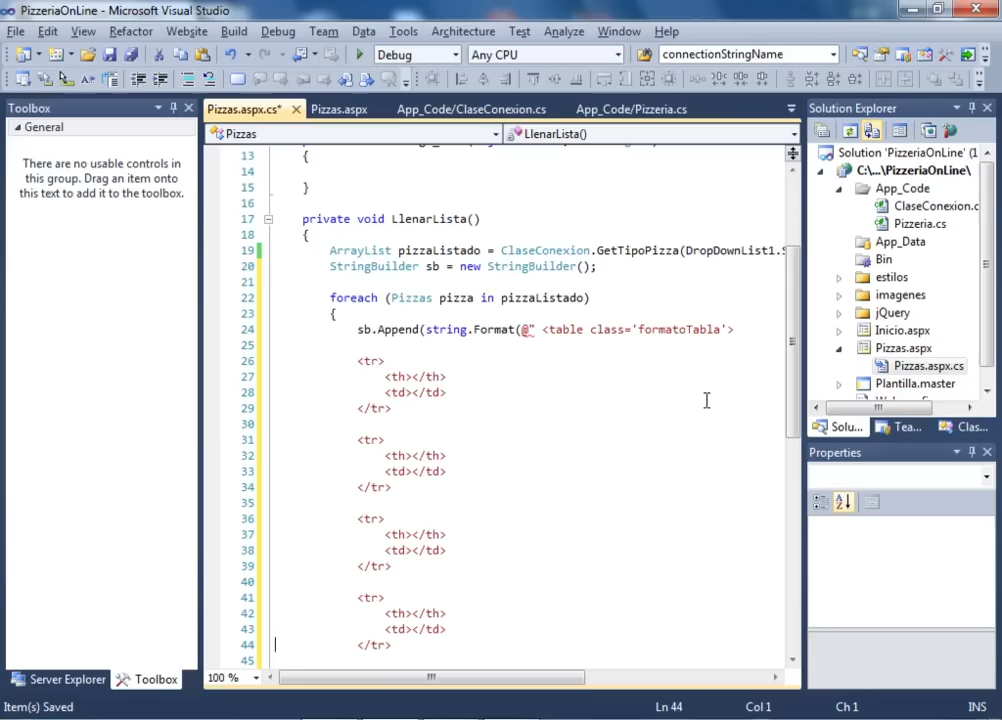 PizzeriaOnLine - Microsoft Visual Studio
File Edit View Refactor Website Build Debug Team Data Tools Architecture Test Analyze Window Help
Debug Any CPU connectionStringName
Toolbox
General
There are no usable controls in
this group. Drag an item onto
this text to add it to the toolbox.
Server Explorer Toolbox
Pizzas.aspx.cs* Pizzas.aspx App_Code/ClaseConexion.cs App_Code/Pizzeria.cs
Pizzas LlenarLista()
13 {
14
15 }
16
17 private void LlenarLista()
18 {
19 ArrayList pizzaListado = ClaseConexion.GetTipoPizza(DropDownList1.
20 StringBuilder sb = new StringBuilder();
21
22 foreach (Pizzas pizza in pizzaListado)
23 {
24 sb.Append(string.Format(@" <table class='formatoTabla'>
25
26 <tr>
27 <th></th>
28 <td></td>
29 </tr>
30
31 <tr>
32 <th></th>
33 <td></td>
34 </tr>
35
36 <tr>
37 <th></th>
38 <td></td>
39 </tr>
40
41 <tr>
42 <th></th>
43 <td></td>
44 </tr>
45
100 %
Solution Explorer
Solution 'PizzeriaOnLine' (1
C:\...\PizzeriaOnLine\
App_Code
ClaseConexion.c
Pizzeria.cs
App_Data
Bin
estilos
imagenes
jQuery
Inicio.aspx
Pizzas.aspx
Pizzas.aspx.cs
Plantilla.master
Solu... Tea... Clas...
Properties
Item(s) Saved Ln 44 Col 1 Ch 1 INS